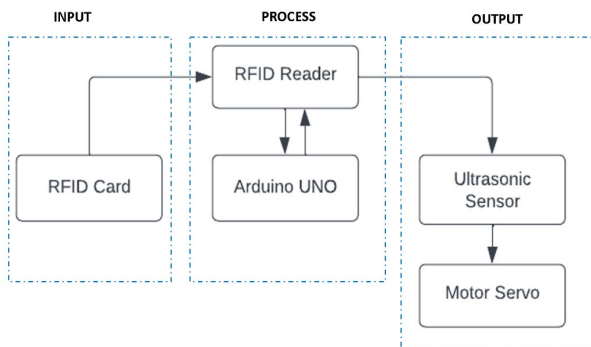 INPUT
PROCESS
OUTPUT
RFID Reader
RFID Card
Arduino UNO
Ultrasonic
Sensor
Motor Servo